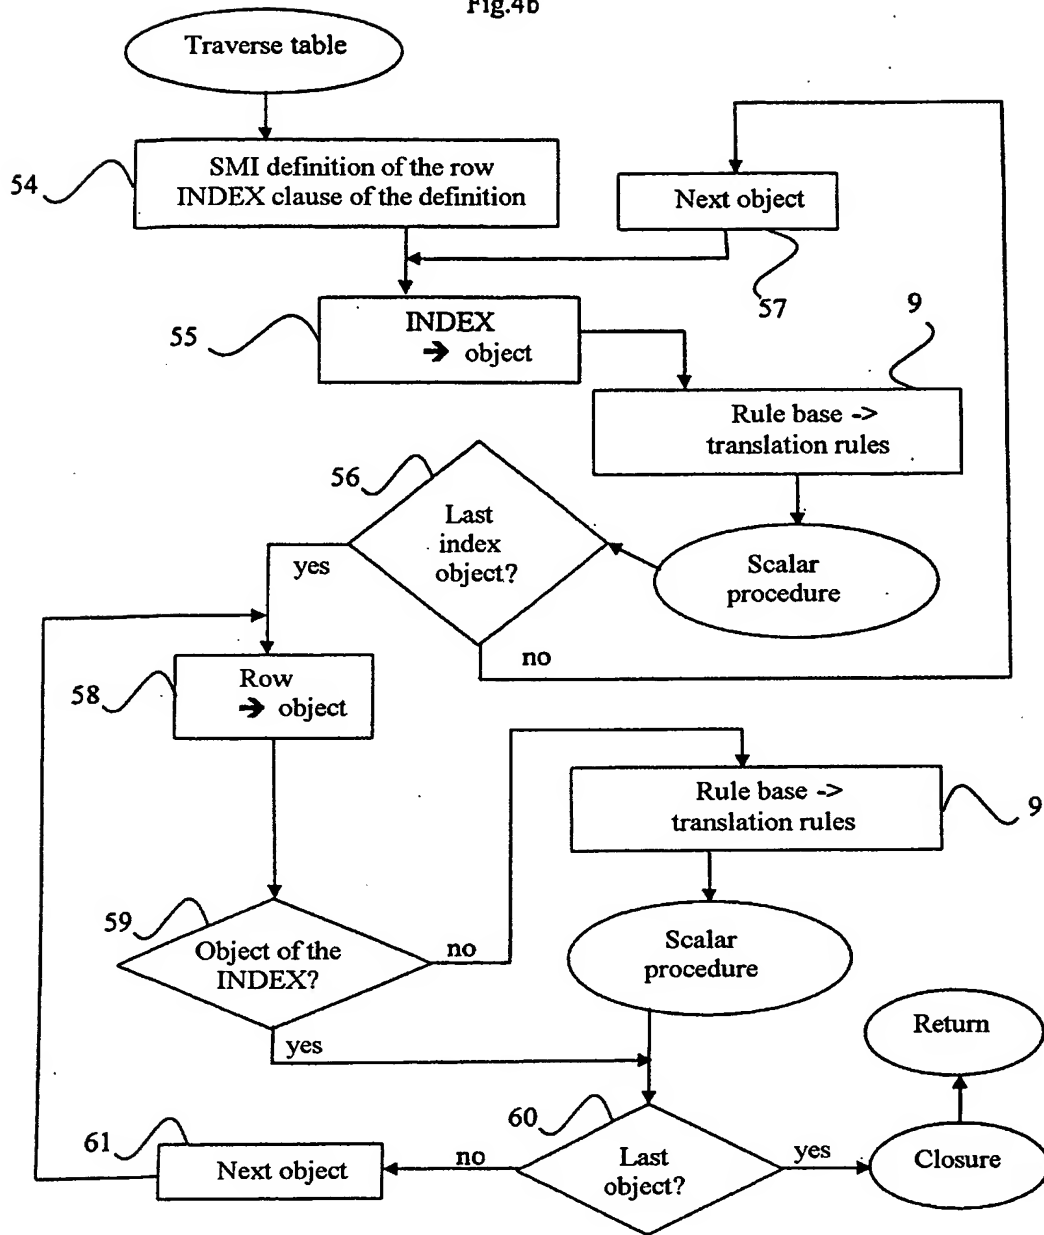 Fig.4b
Traverse table
54
SMI definition of the row
INDEX clause of the definition
Next object
57
55
INDEX
➔ object
9
Rule base ->
translation rules
56
Last
index
object?
Scalar
procedure
yes
no
58
Row
➔ object
Rule base ->
translation rules
9
59
Object of the
INDEX?
no
Scalar
procedure
yes
Return
60
61
Next object
no
Last
object?
yes
Closure